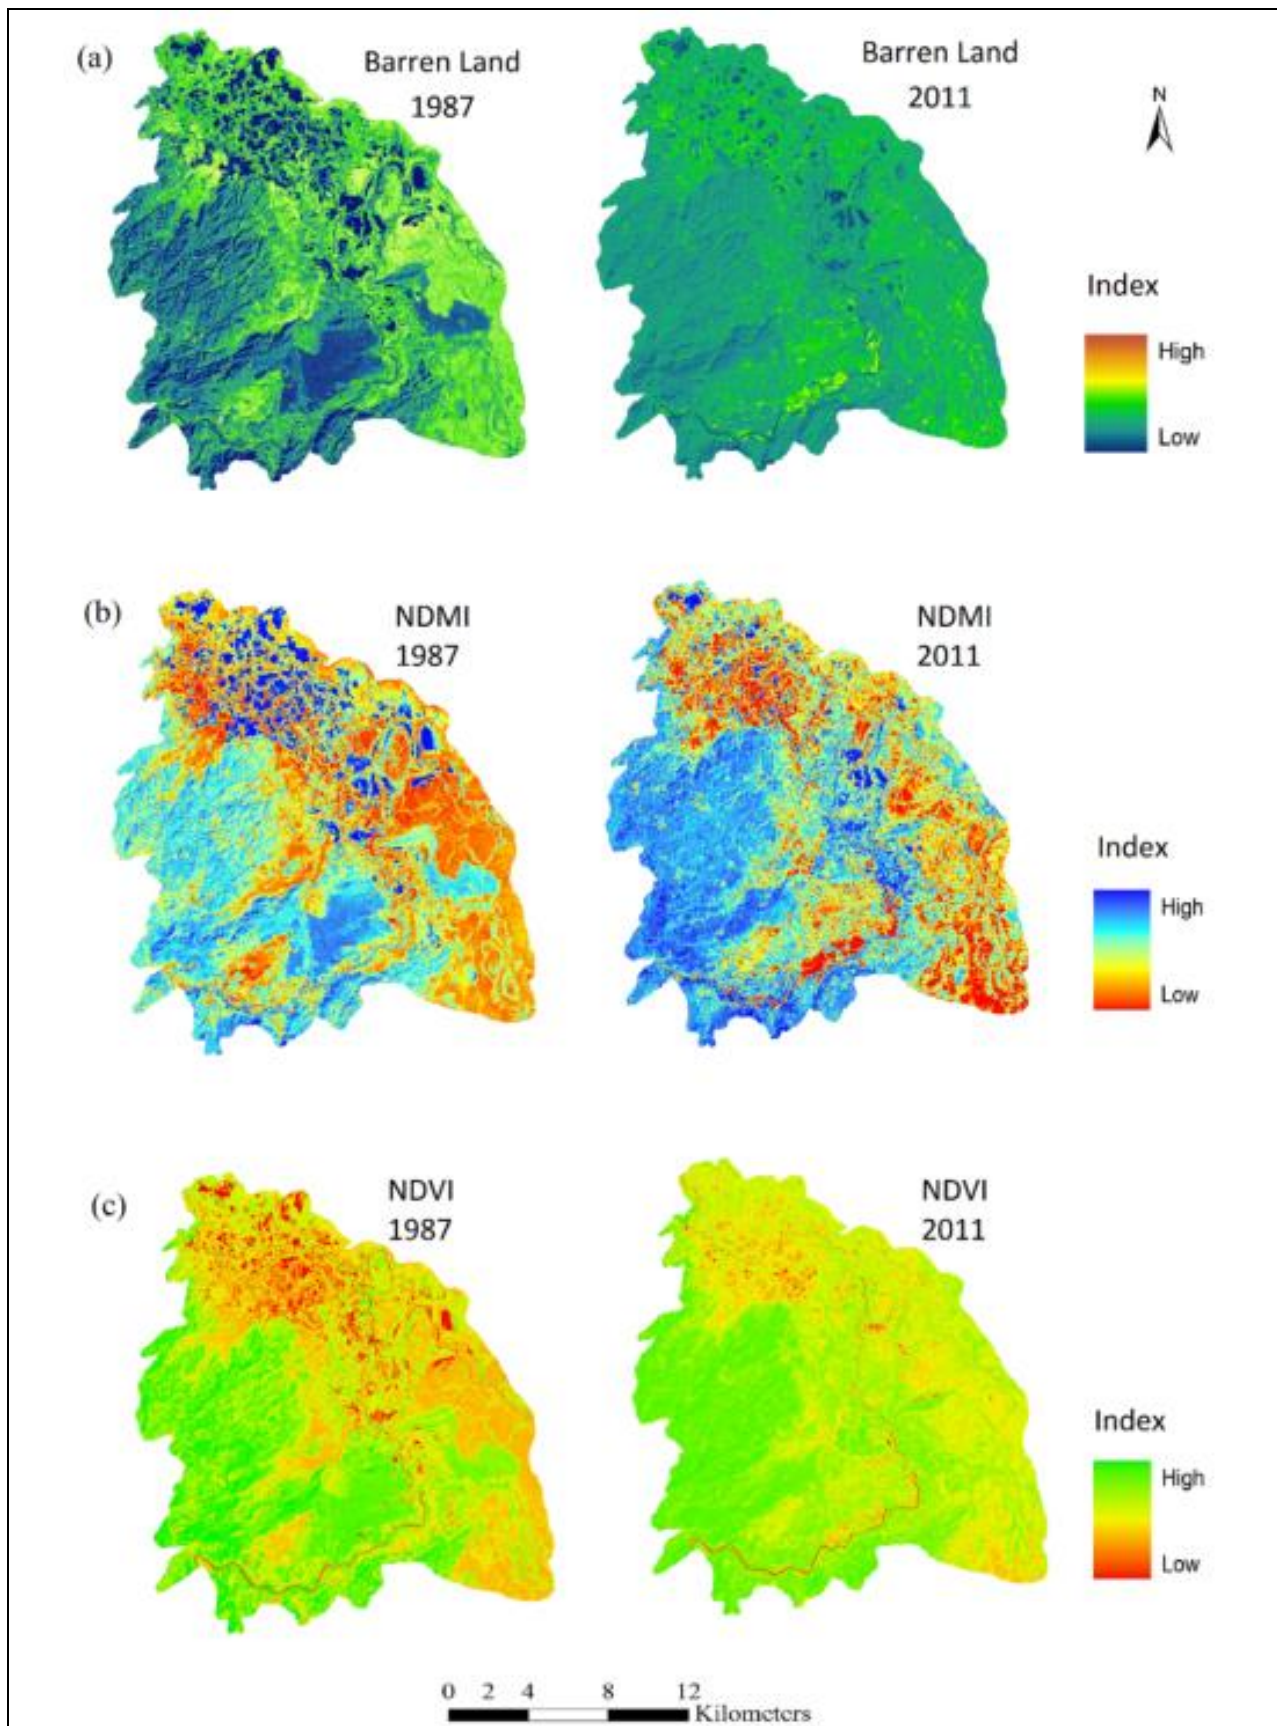 (a)
Barren Land
1987
Barren Land
2011
N
Index
High
Low
(b)
NDMI
1987
NDMI
2011
Index
High
Low
(c)
NDVI
1987
NDVI
2011
Index
High
Low
0 2 4 8 12
Kilometers